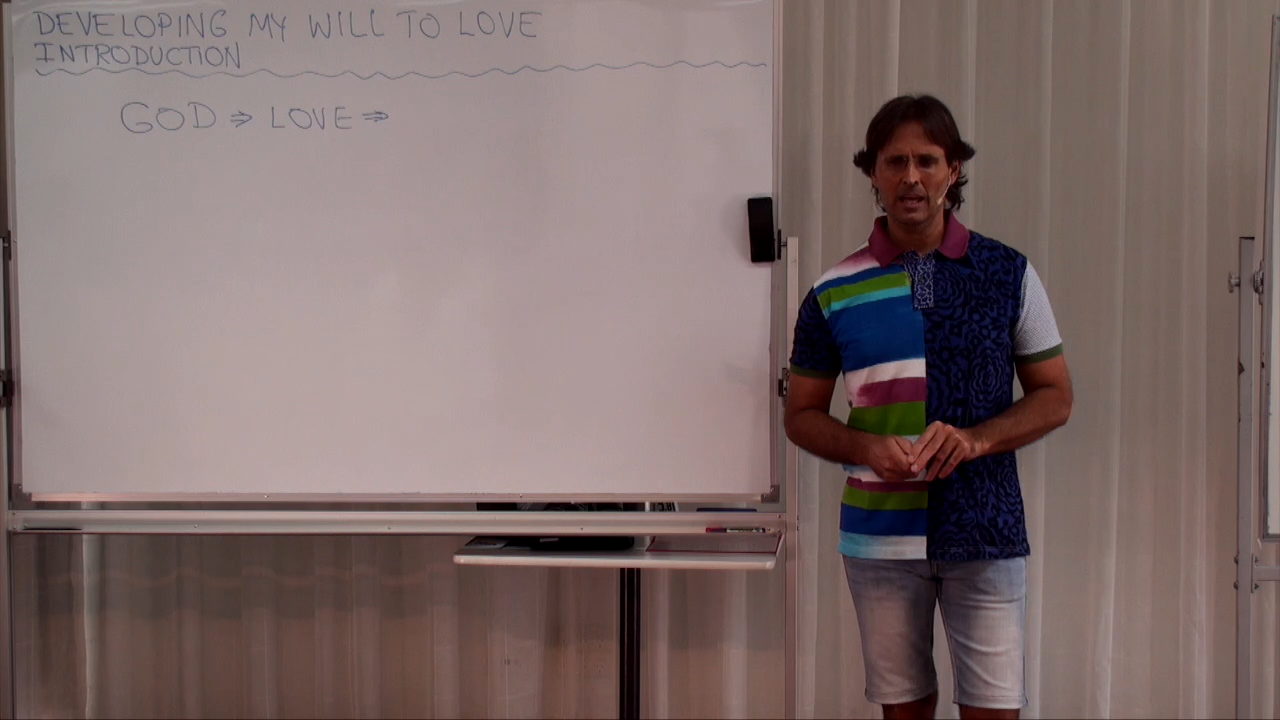 DEVELOPING MY WILL TO LOVE
INTRODUCTION
GOD ⇒ LOVE ⇒